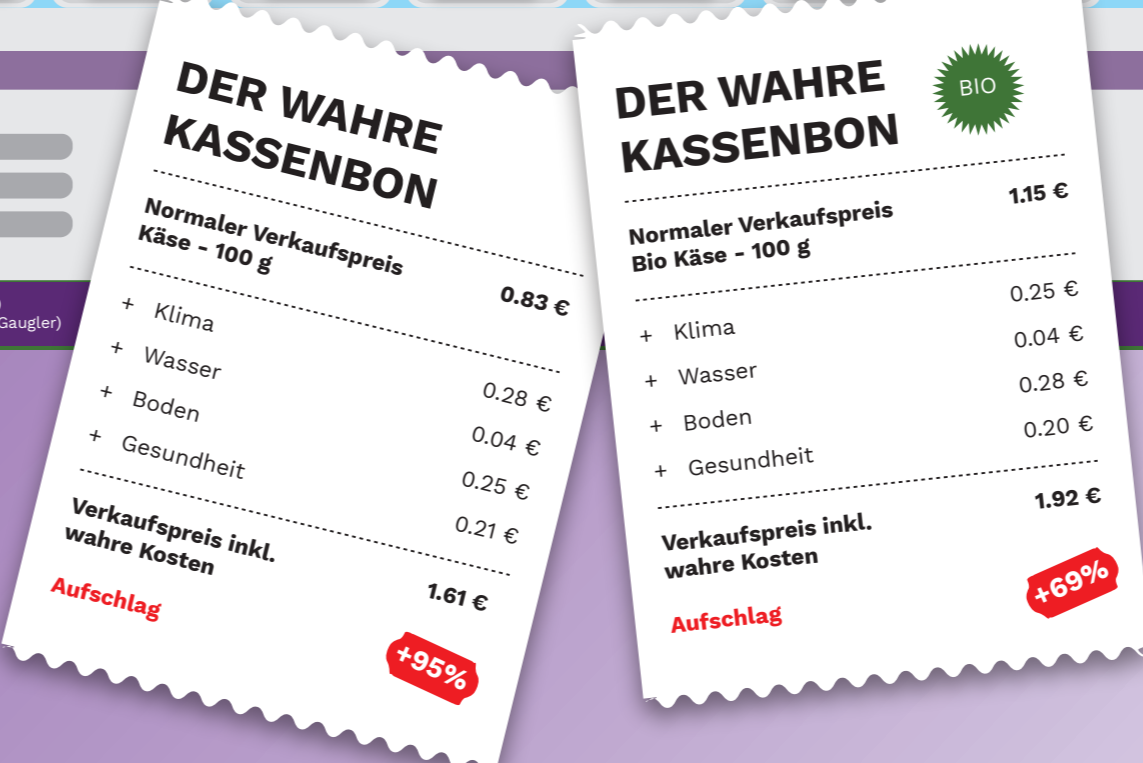 Gaugler)
DER WAHRE
KASSENBON
Normaler Verkaufspreis
Käse - 100 g
0.83 €
+ Klima 0.28 €
+ Wasser 0.04 €
+ Boden 0.25 €
+ Gesundheit 0.21 €
Verkaufspreis inkl.
wahre Kosten
1.61 €
Aufschlag
+95%
DER WAHRE
KASSENBON
BIO
Normaler Verkaufspreis
Bio Käse - 100 g
1.15 €
+ Klima 0.25 €
+ Wasser 0.04 €
+ Boden 0.28 €
+ Gesundheit 0.20 €
Verkaufspreis inkl.
wahre Kosten
1.92 €
Aufschlag
+69%